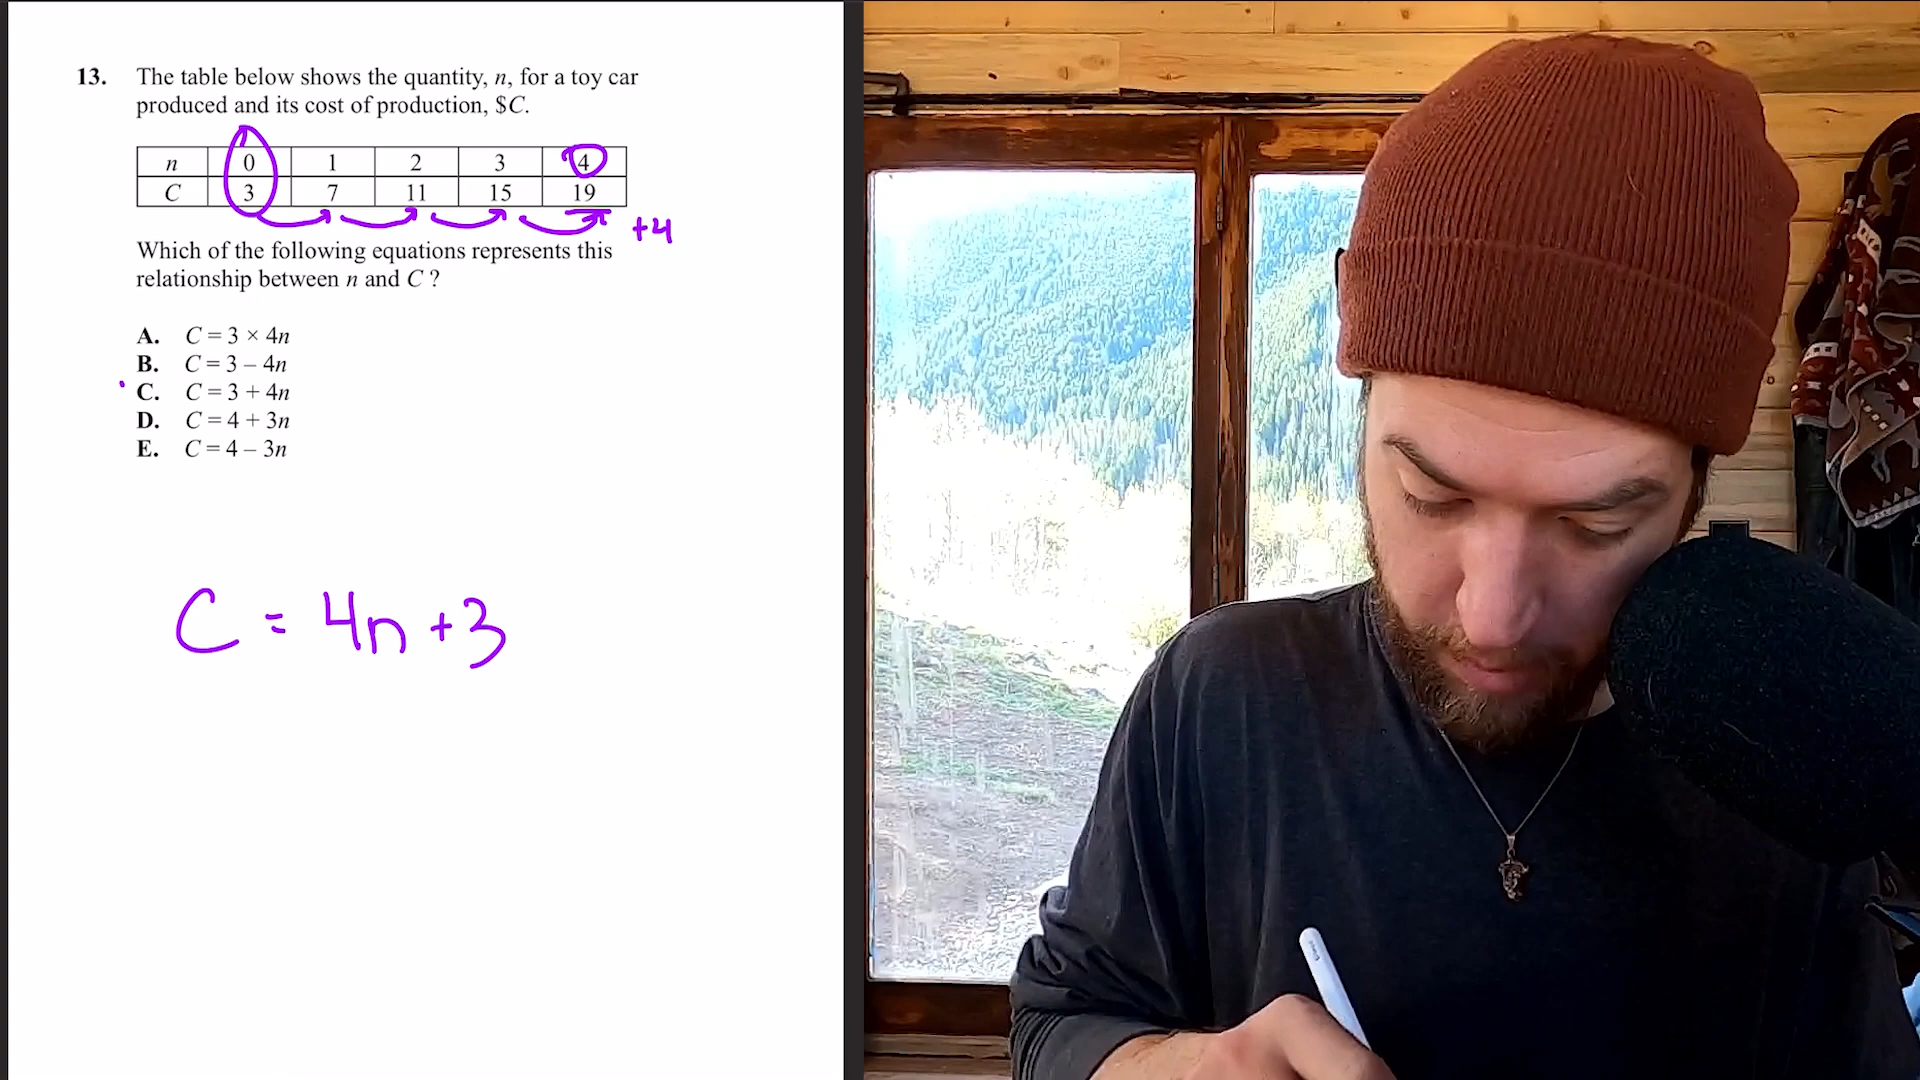 13. The table below shows the quantity, n, for a toy car
produced and its cost of production, $C.
n 0 1 2 3 4
C 3 7 11 15 19
+4
Which of the following equations represents this
relationship between n and C ?
A. C = 3 × 4n
B. C = 3 – 4n
C. C = 3 + 4n
D. C = 4 + 3n
E. C = 4 – 3n
C = 4n + 3